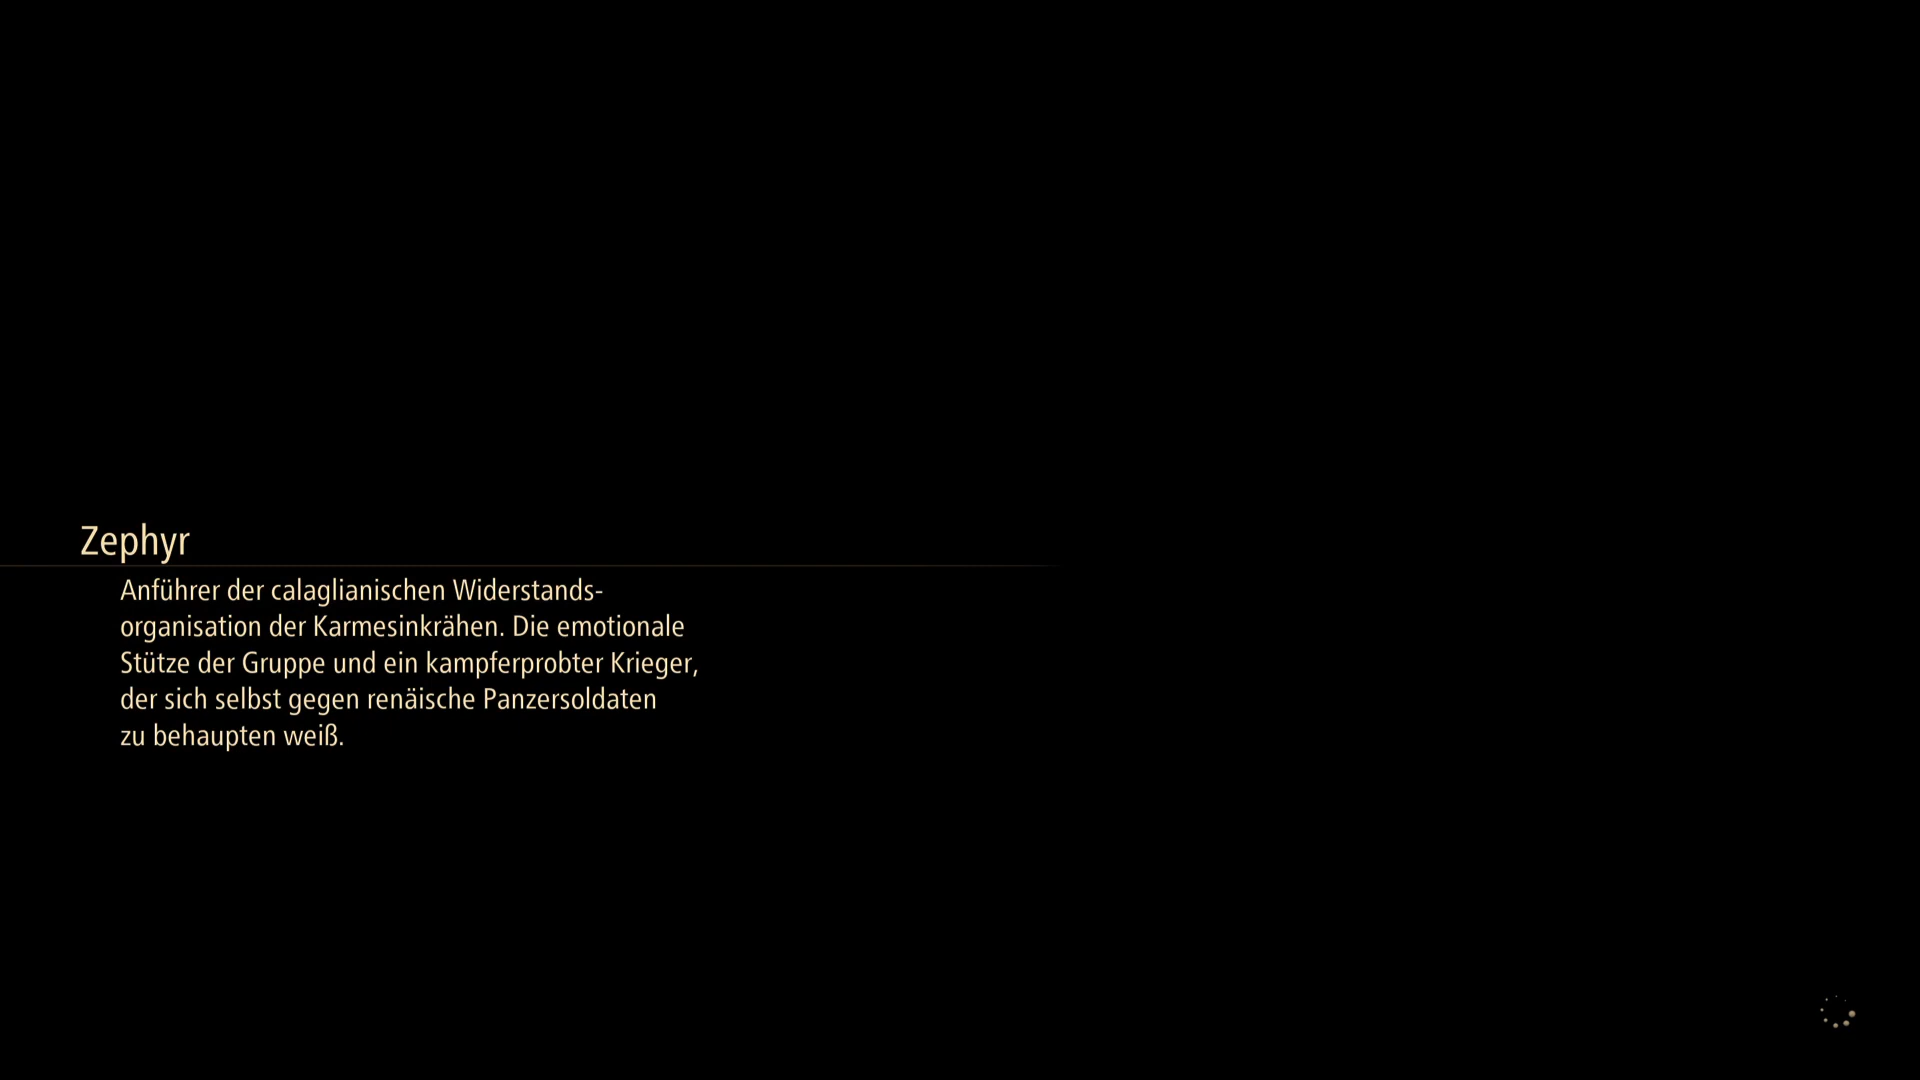 Zephyr
Anführer der calaglianischen Widerstands-
organisation der Karmesinkrähen. Die emotionale
Stütze der Gruppe und ein kampferprobter Krieger,
der sich selbst gegen renäische Panzersoldaten
zu behaupten weiß.